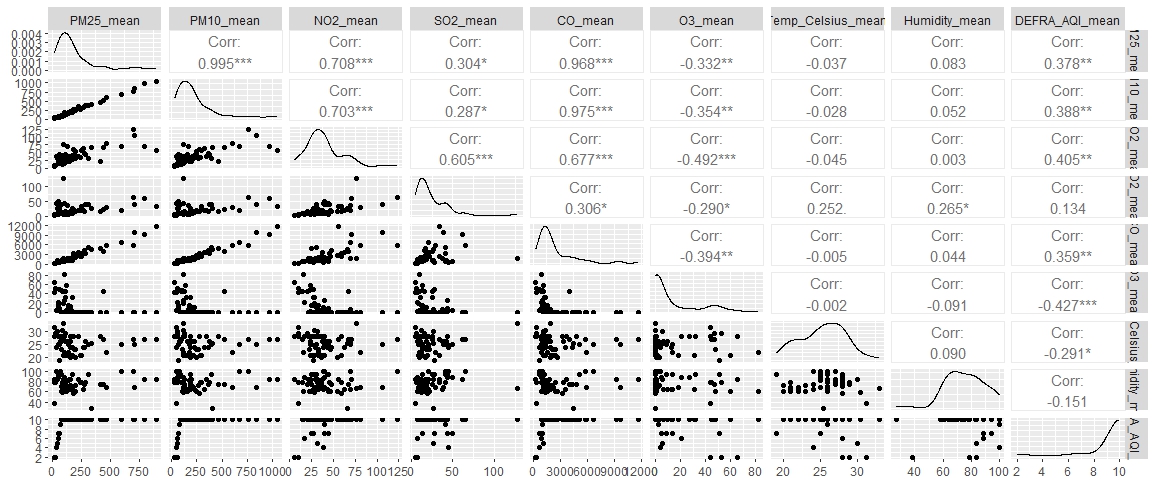 PM25_mean PM10_mean NO2_mean SO2_mean CO_mean O3_mean Temp_Celsius_mean Humidity_mean DEFRA_AQI_mean
0.004
0.003
0.002
0.001
0.000
Corr: Corr: Corr: Corr: Corr: Corr: Corr: Corr:
0.995*** 0.708*** 0.304* 0.968*** -0.332** -0.037 0.083 0.378**
1000
750
500
250
0
Corr: Corr: Corr: Corr: Corr: Corr: Corr:
0.703*** 0.287* 0.975*** -0.354** -0.028 0.052 0.388**
125
100
75
50
25
0
Corr: Corr: Corr: Corr: Corr: Corr:
0.605*** 0.677*** -0.492*** -0.045 0.003 0.405**
100
50
0
Corr: Corr: Corr: Corr: Corr:
0.306* -0.290* 0.252. 0.265* 0.134
12000
9000
6000
3000
0
Corr: Corr: Corr: Corr:
-0.394** -0.005 0.044 0.359**
80
60
40
20
0
Corr: Corr: Corr:
-0.002 -0.091 -0.427***
30
25
20
Corr: Corr:
0.090 -0.291*
Celsius
100
80
60
40
Corr:
-0.151
10
8
6
4
2
AQI
0 250 500 750 0 250 500 750 1000 25 50 75 100 125 0 50 100 0 3000 6000 9000 12000 0 20 40 60 80 20 25 30 40 60 80 100 2 4 6 8 10